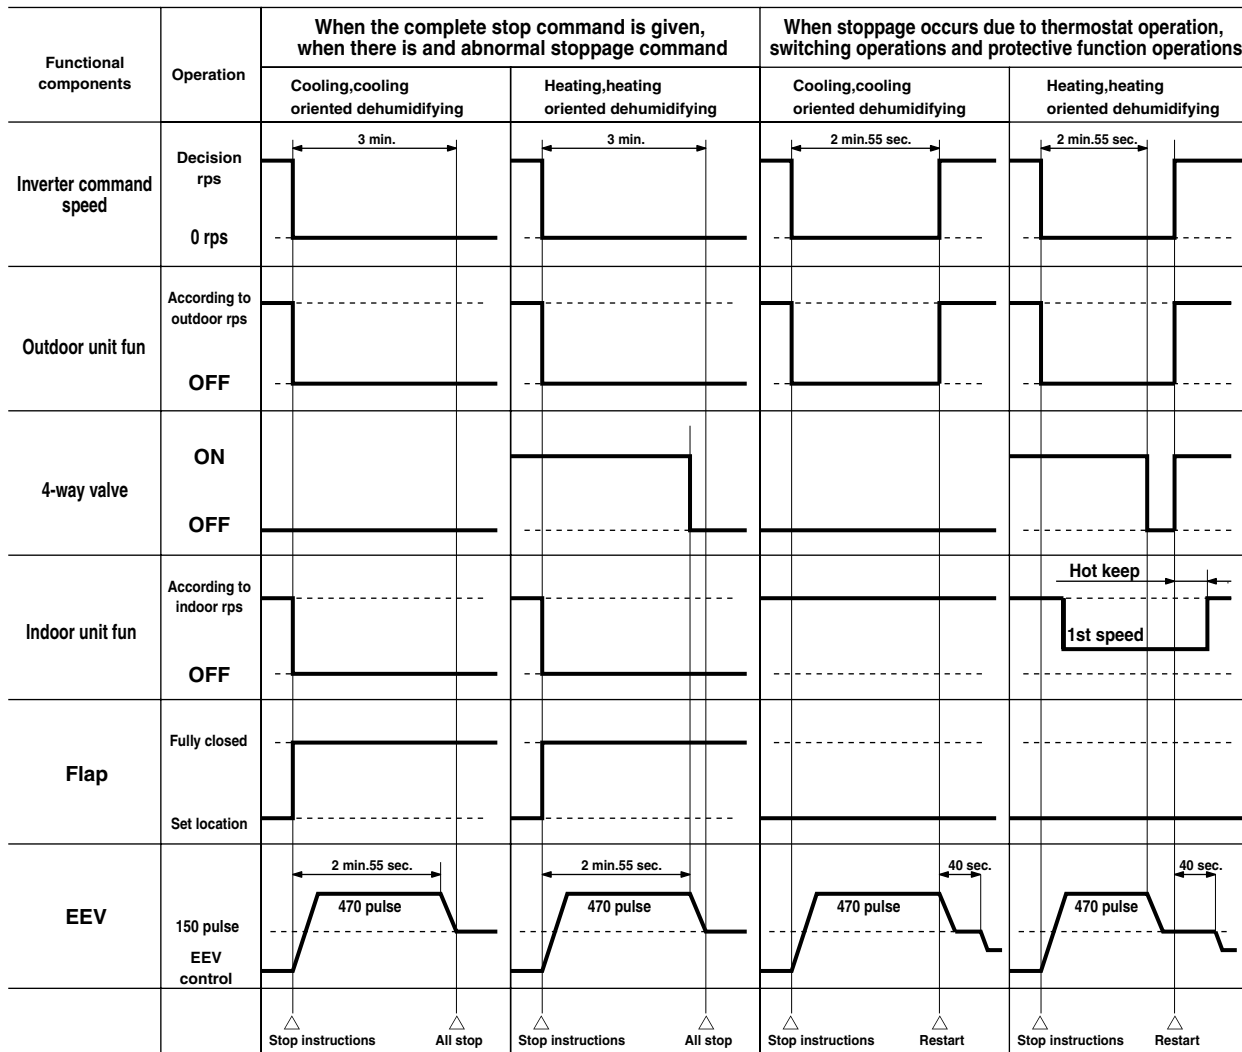 When the complete stop command is given,
when there is and abnormal stoppage command
When stoppage occurs due to thermostat operation,
switching operations and protective function operations
Functional
components
Operation
Cooling,cooling
oriented dehumidifying
Heating,heating
oriented dehumidifying
Cooling,cooling
oriented dehumidifying
Heating,heating
oriented dehumidifying
Inverter command
speed
Decision
rps
0 rps
3 min.
3 min.
2 min.55 sec.
2 min.55 sec.
Outdoor unit fun
According to
outdoor rps
OFF
4-way valve
ON
OFF
Indoor unit fun
According to
indoor rps
OFF
Hot keep
1st speed
Flap
Fully closed
Set location
EEV
150 pulse
EEV
control
2 min.55 sec.
470 pulse
2 min.55 sec.
470 pulse
40 sec.
470 pulse
40 sec.
470 pulse
Stop instructions
All stop
Stop instructions
All stop
Stop instructions
Restart
Stop instructions
Restart